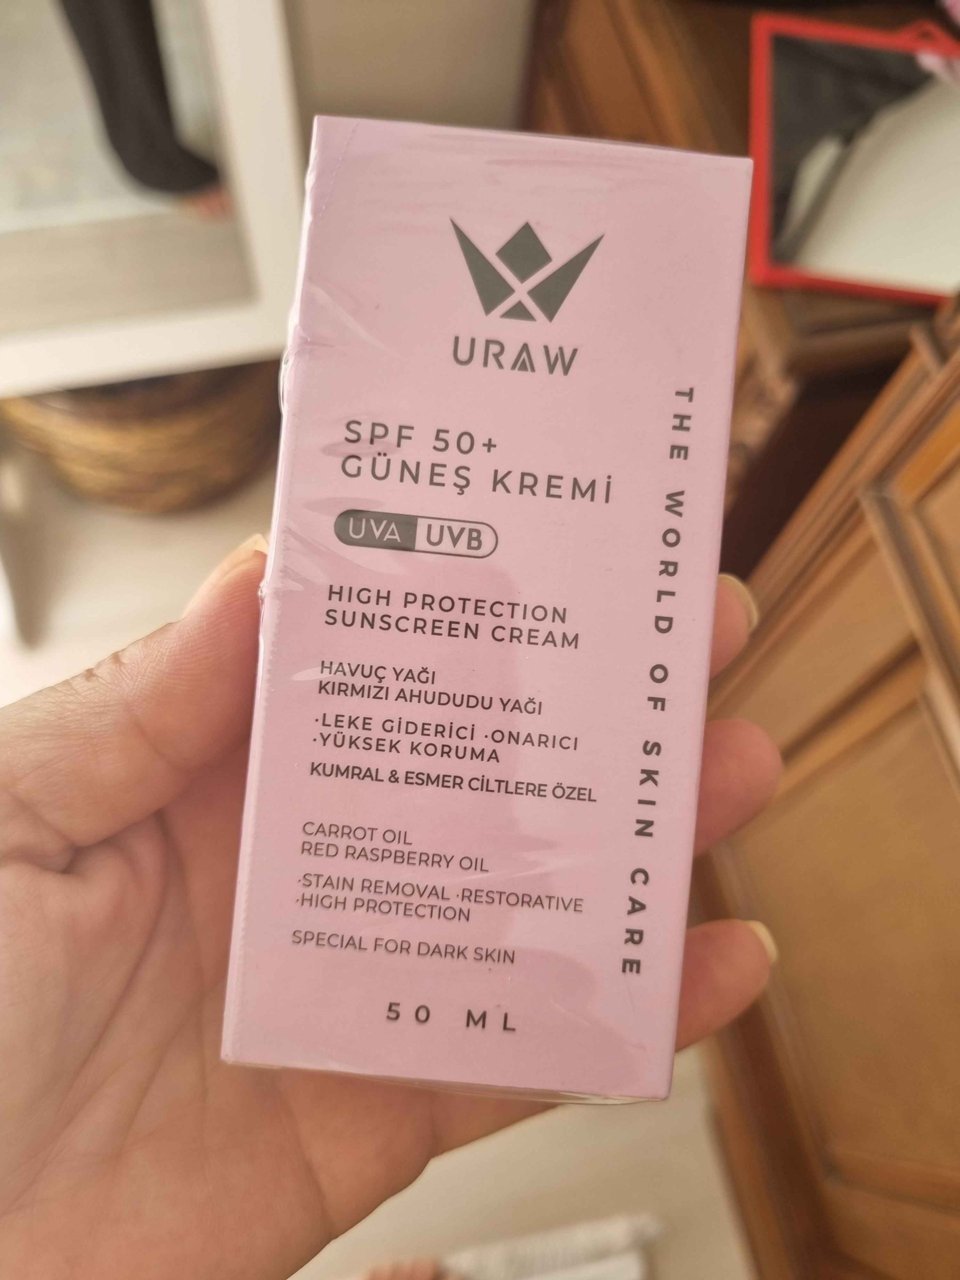 URAW
SPF 50+
GÜNEŞ KREMİ
UVA UVB
HIGH PROTECTION
SUNSCREEN CREAM
HAVUÇ YAĞI
KIRMIZI AHUDUDU YAĞI
·LEKE GİDERİCİ ·ONARICI
·YÜKSEK KORUMA
KUMRAL & ESMER CİLTLERE ÖZEL
CARROT OIL
RED RASPBERRY OIL
·STAIN REMOVAL ·RESTORATIVE
·HIGH PROTECTION
SPECIAL FOR DARK SKIN
50 ML
THE WORLD OF SKIN CARE